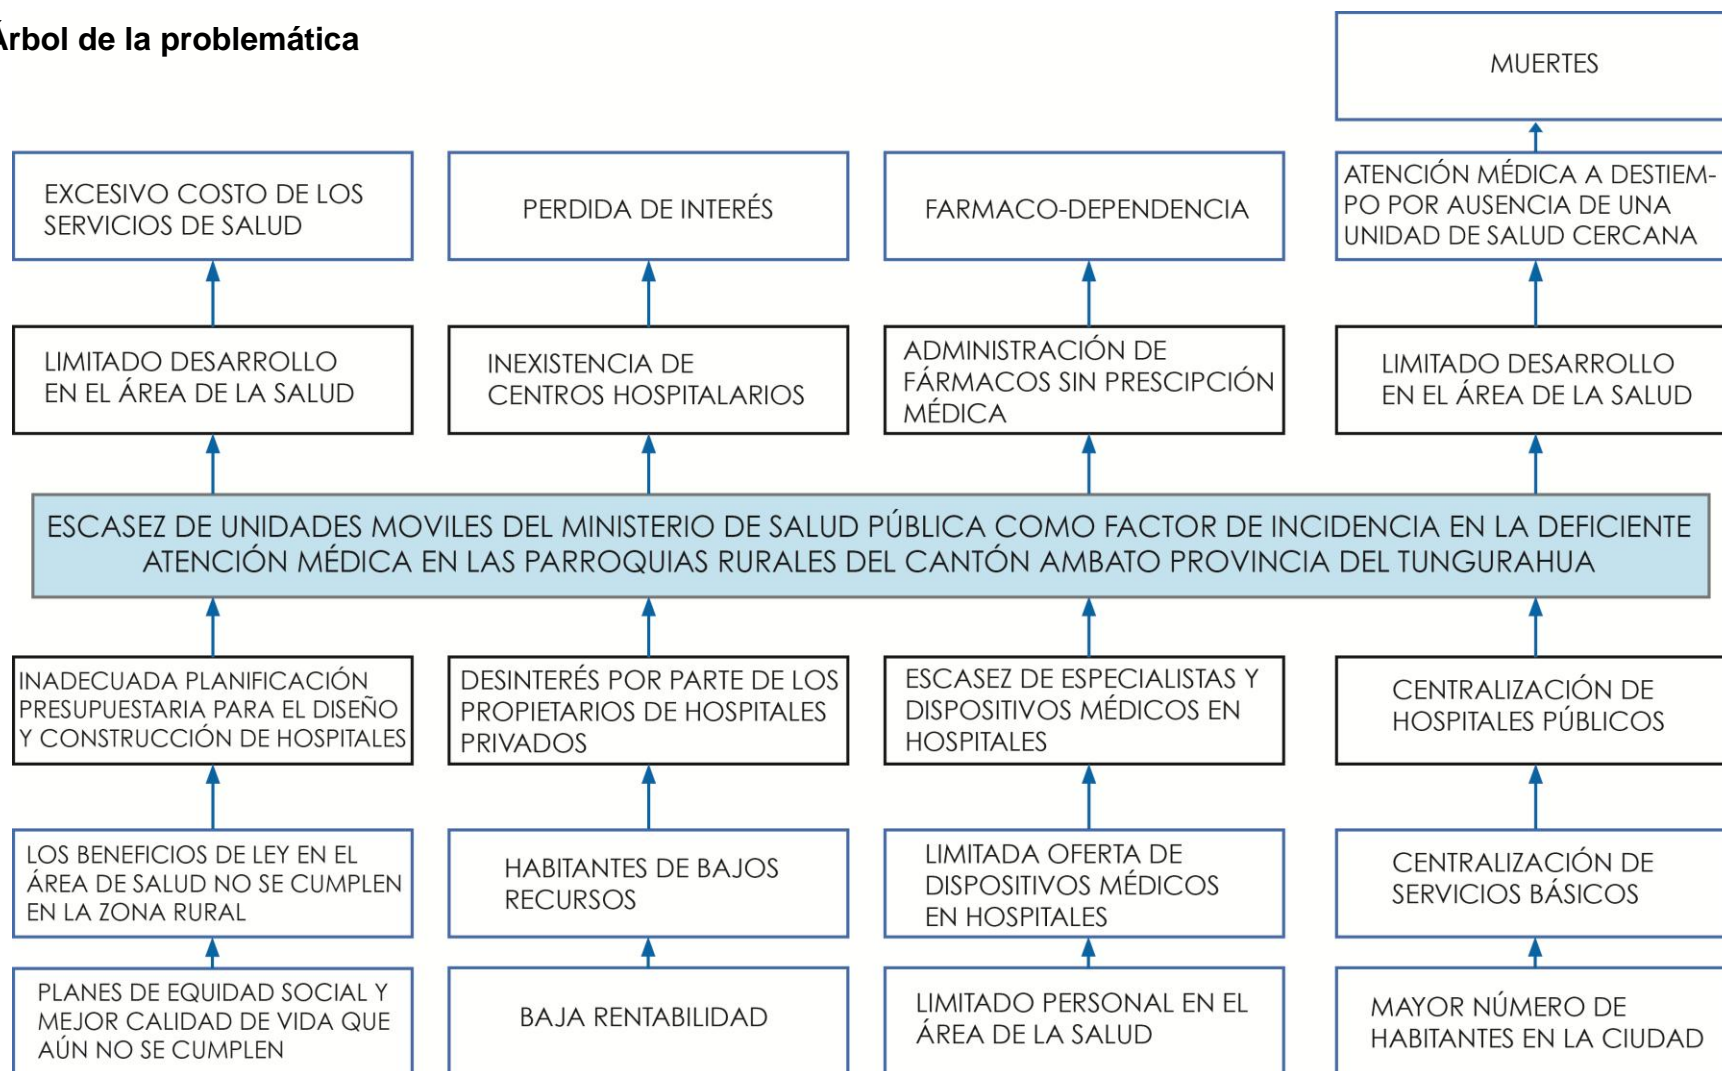 Árbol de la problemática
MUERTES
EXCESIVO COSTO DE LOS
SERVICIOS DE SALUD
PERDIDA DE INTERÉS
FARMACO-DEPENDENCIA
ATENCIÓN MÉDICA A DESTIEM-
PO POR AUSENCIA DE UNA
UNIDAD DE SALUD CERCANA
LIMITADO DESARROLLO
EN EL ÁREA DE LA SALUD
INEXISTENCIA DE
CENTROS HOSPITALARIOS
ADMINISTRACIÓN DE
FÁRMACOS SIN PRESCIPCIÓN
MÉDICA
LIMITADO DESARROLLO
EN EL ÁREA DE LA SALUD
ESCASEZ DE UNIDADES MOVILES DEL MINISTERIO DE SALUD PÚBLICA COMO FACTOR DE INCIDENCIA EN LA DEFICIENTE
ATENCIÓN MÉDICA EN LAS PARROQUIAS RURALES DEL CANTÓN AMBATO PROVINCIA DEL TUNGURAHUA
INADECUADA PLANIFICACIÓN
PRESUPUESTARIA PARA EL DISEÑO
Y CONSTRUCCIÓN DE HOSPITALES
DESINTERÉS POR PARTE DE LOS
PROPIETARIOS DE HOSPITALES
PRIVADOS
ESCASEZ DE ESPECIALISTAS Y
DISPOSITIVOS MÉDICOS EN
HOSPITALES
CENTRALIZACIÓN DE
HOSPITALES PÚBLICOS
LOS BENEFICIOS DE LEY EN EL
ÁREA DE SALUD NO SE CUMPLEN
EN LA ZONA RURAL
HABITANTES DE BAJOS
RECURSOS
LIMITADA OFERTA DE
DISPOSITIVOS MÉDICOS
EN HOSPITALES
CENTRALIZACIÓN DE
SERVICIOS BÁSICOS
PLANES DE EQUIDAD SOCIAL Y
MEJOR CALIDAD DE VIDA QUE
AÚN NO SE CUMPLEN
BAJA RENTABILIDAD
LIMITADO PERSONAL EN EL
ÁREA DE LA SALUD
MAYOR NÚMERO DE
HABITANTES EN LA CIUDAD